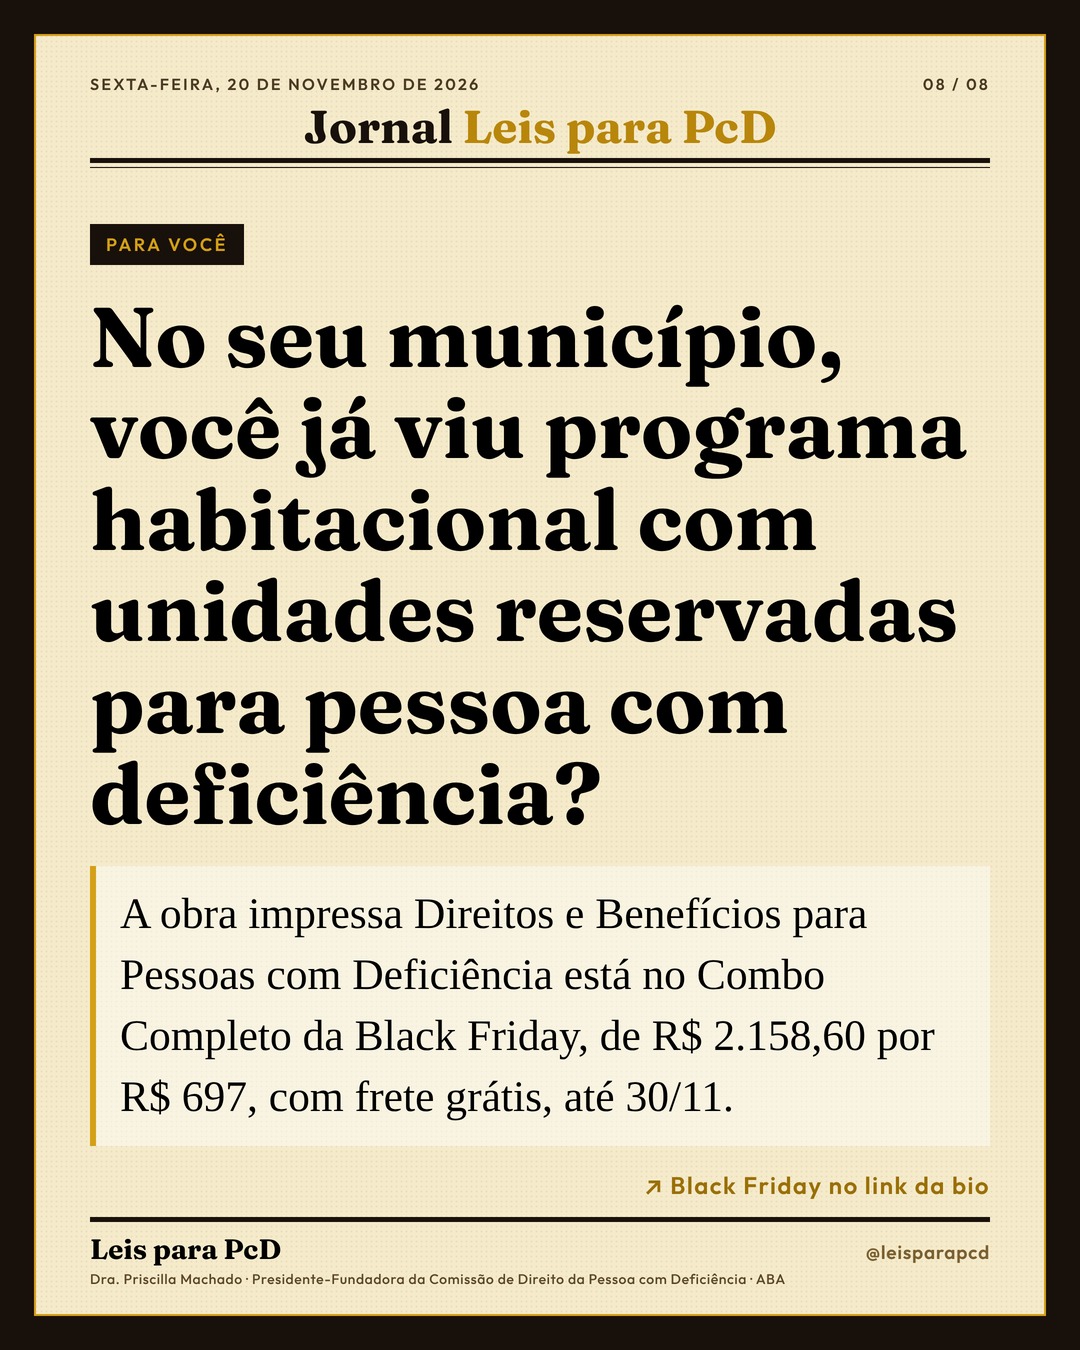 SEXTA-FEIRA, 20 DE NOVEMBRO DE 2026
08 / 08
Jornal Leis para PcD
PARA VOCÊ
No seu município,
você já viu programa
habitacional com
unidades reservadas
para pessoa com
deficiência?
A obra impressa Direitos e Benefícios para
Pessoas com Deficiência está no Combo
Completo da Black Friday, de R$ 2.158,60 por
R$ 697, com frete grátis, até 30/11.
↗ Black Friday no link da bio
Leis para PcD
@leisparapcd
Dra. Priscilla Machado · Presidente-Fundadora da Comissão de Direito da Pessoa com Deficiência · ABA